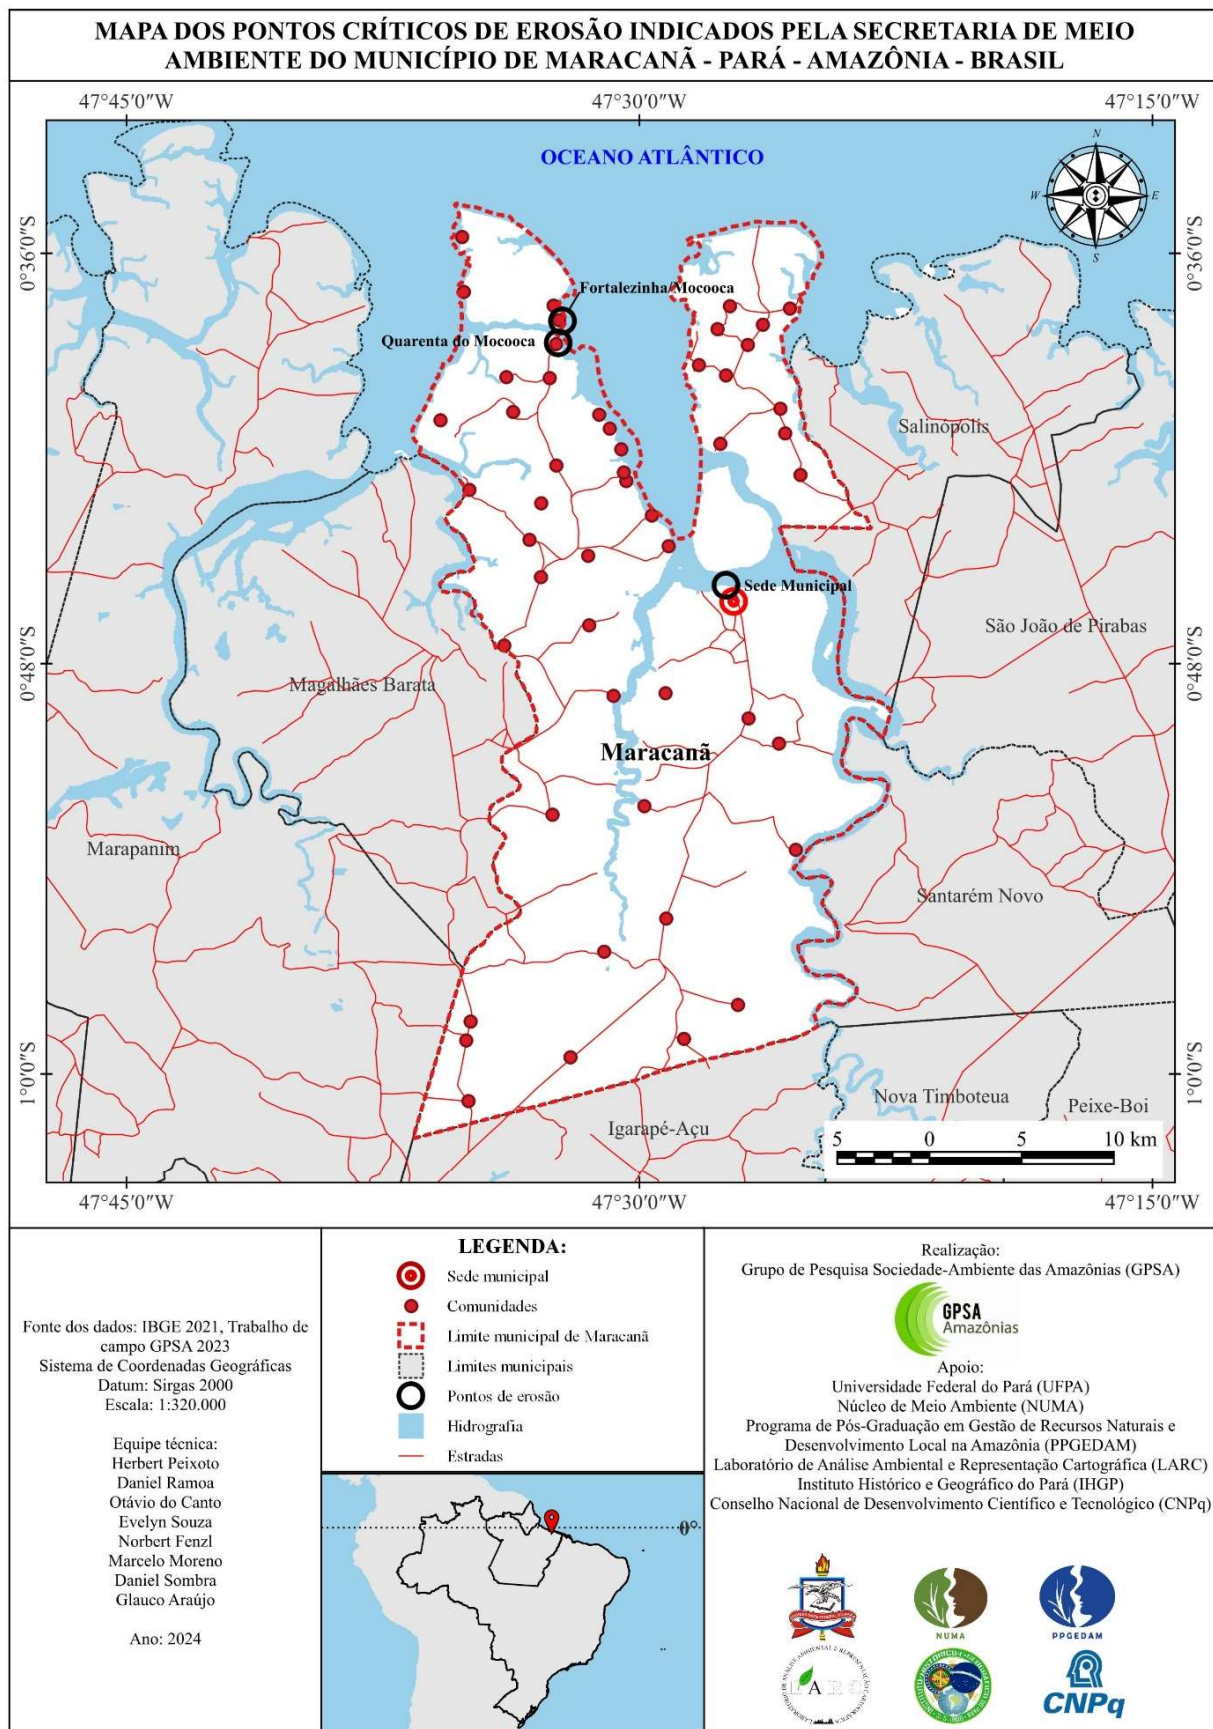 MAPA DOS PONTOS CRÍTICOS DE EROSÃO INDICADOS PELA SECRETARIA DE MEIO
AMBIENTE DO MUNICÍPIO DE MARACANÃ - PARÁ - AMAZÔNIA - BRASIL
47°45'0"W 47°30'0"W 47°15'0"W
OCEANO ATLÂNTICO
N
W E
S
0°36'0"S 0°36'0"S
Fortalezinha/Mocooca
Quarenta do Mocooca
Salinópolis
Sede Municipal
São João de Pirabas
0°48'0"S 0°48'0"S
Magalhães Barata
Maracanã
Marapanim
Santarém Novo
1°0'0"S 1°0'0"S
Nova Timboteua
Peixe-Boi
Igarapé-Açu
5 0 5 10 km
47°45'0"W 47°30'0"W 47°15'0"W
Fonte dos dados: IBGE 2021, Trabalho de
campo GPSA 2023
Sistema de Coordenadas Geográficas
Datum: Sirgas 2000
Escala: 1:320.000
Equipe técnica:
Herbert Peixoto
Daniel Ramoa
Otávio do Canto
Evelyn Souza
Norbert Fenzl
Marcelo Moreno
Daniel Sombra
Glauco Araújo
Ano: 2024
LEGENDA:
Sede municipal
Comunidades
Limite municipal de Maracanã
Limites municipais
Pontos de erosão
Hidrografia
Estradas
0°
Realização:
Grupo de Pesquisa Sociedade-Ambiente das Amazônias (GPSA)
GPSA
Amazônias
Apoio:
Universidade Federal do Pará (UFPA)
Núcleo de Meio Ambiente (NUMA)
Programa de Pós-Graduação em Gestão de Recursos Naturais e
Desenvolvimento Local na Amazônia (PPGEDAM)
Laboratório de Análise Ambiental e Representação Cartográfica (LARC)
Instituto Histórico e Geográfico do Pará (IHGP)
Conselho Nacional de Desenvolvimento Científico e Tecnológico (CNPq)
NUMA
PPGEDAM
LARC
CNPq